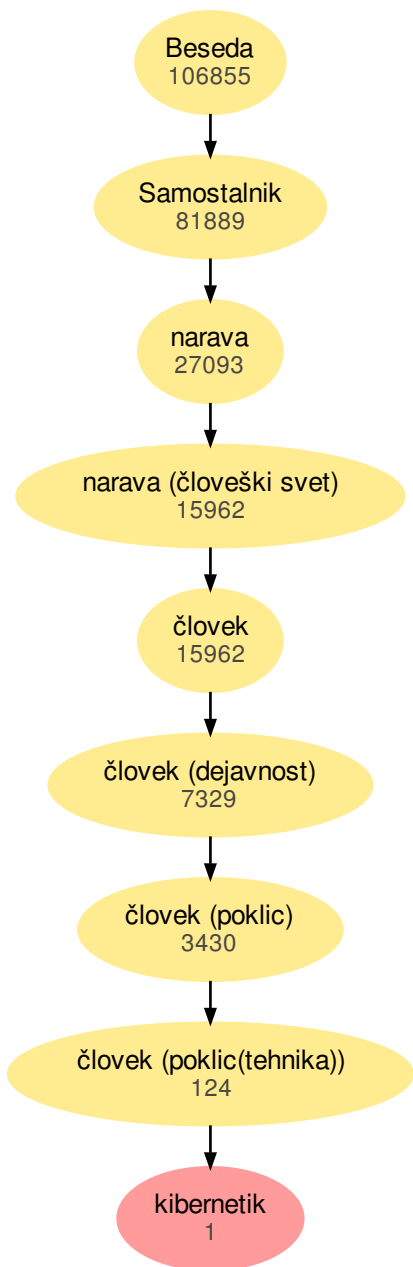 Beseda
106855
Samostalnik
81889
narava
27093
narava (človeški svet)
15962
človek
15962
človek (dejavnost)
7329
človek (poklic)
3430
človek (poklic(tehnika))
124
kibernetik
1